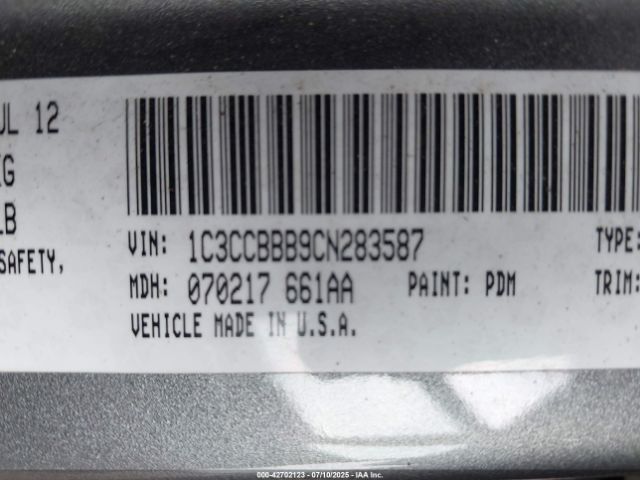 UL 12
KG
LB
SAFETY,
VIN: 1C3CCBBB9CN283587
TYPE:
MDH: 070217 661AA
PAINT: PDM
TRIM:
VEHICLE MADE IN U.S.A.
000-42702123 - 07/10/2025 - IAA Inc.